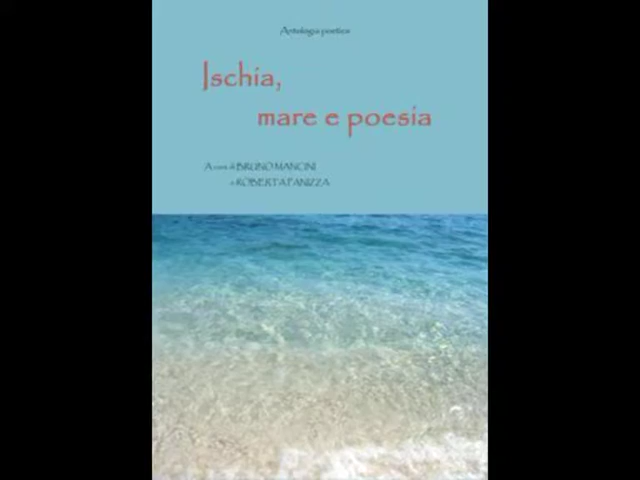 Antologia poetica
Ischia,
mare e poesia
A cura di BRUNO MANCINI
e ROBERTA PANIZZA